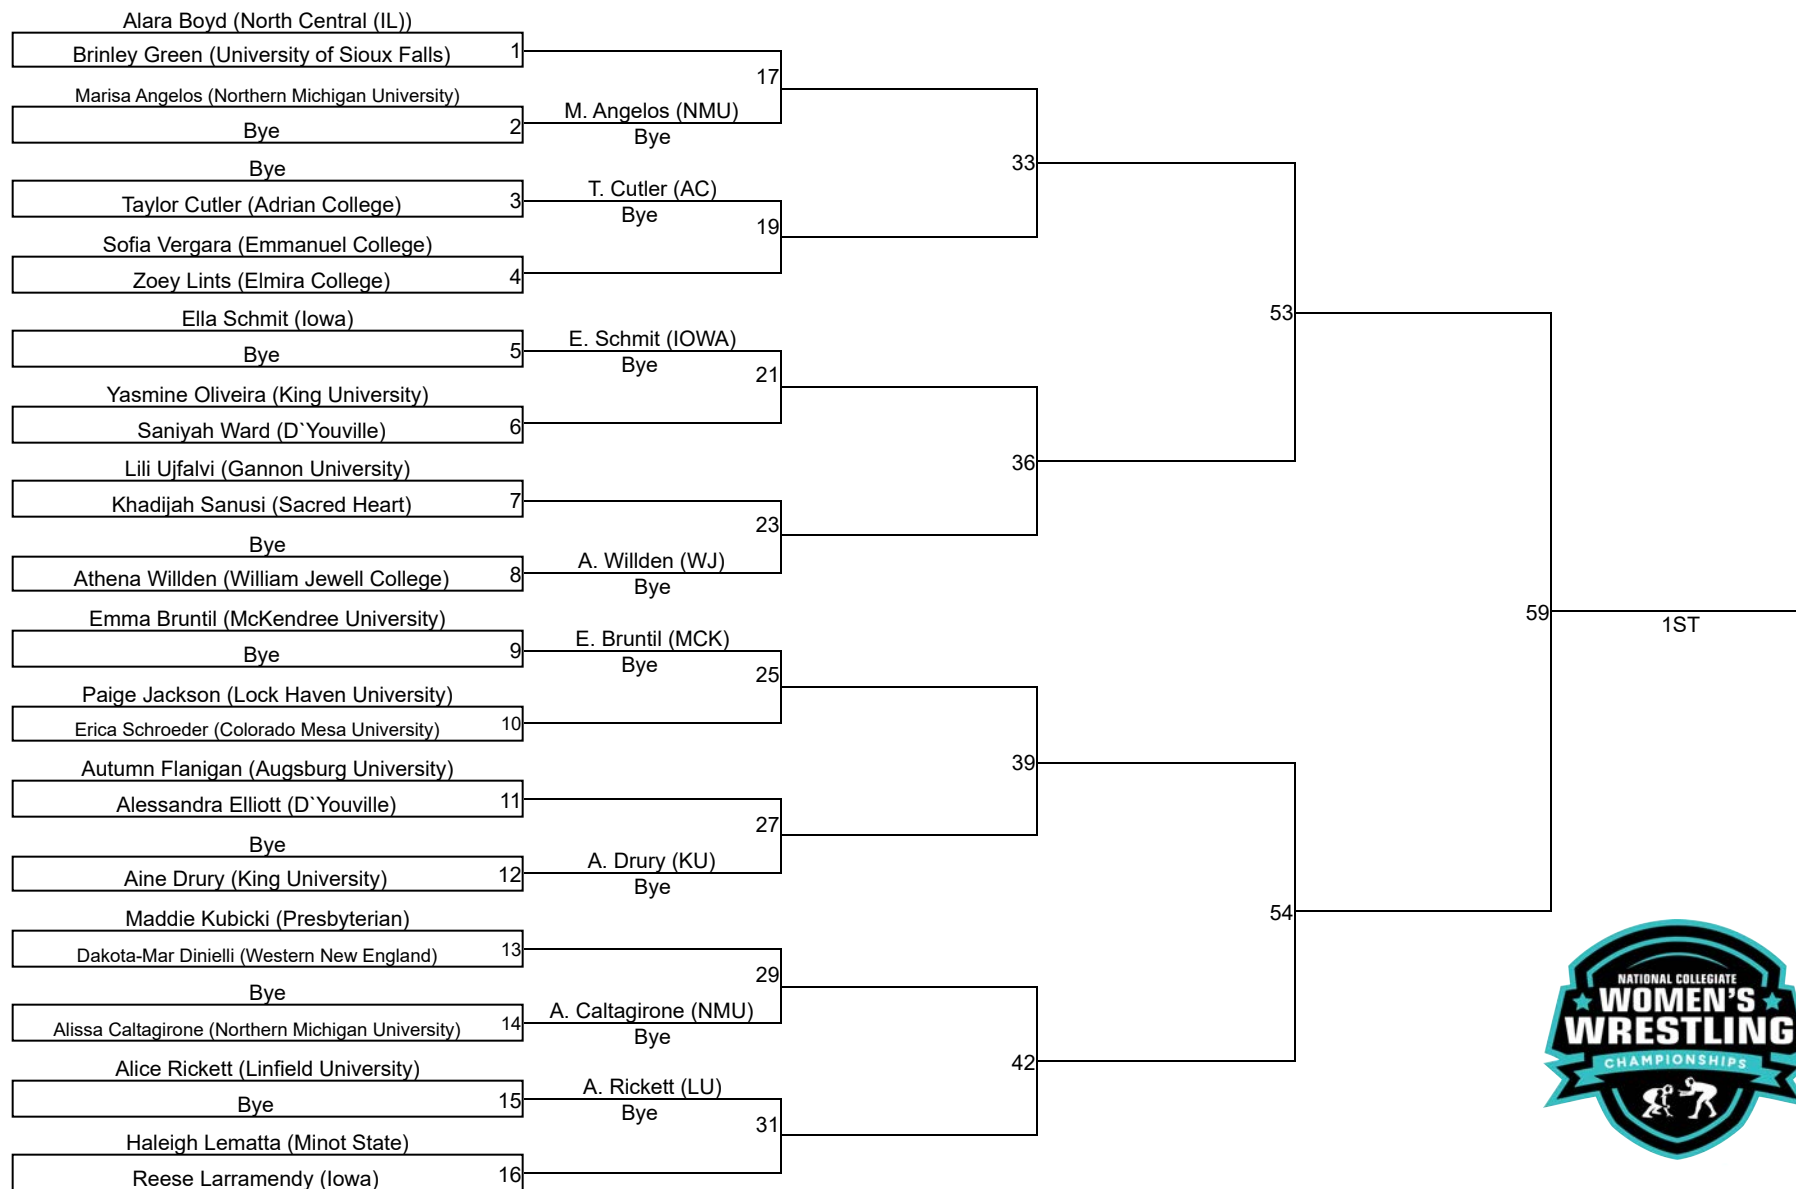 Alara Boyd (North Central (IL))
Brinley Green (University of Sioux Falls)
1
17
Marisa Angelos (Northern Michigan University)
Bye
2
M. Angelos (NMU)
Bye
33
Bye
Taylor Cutler (Adrian College)
3
T. Cutler (AC)
Bye
19
Sofia Vergara (Emmanuel College)
Zoey Lints (Elmira College)
4
53
Ella Schmit (Iowa)
Bye
5
E. Schmit (IOWA)
Bye
21
Yasmine Oliveira (King University)
Saniyah Ward (D`Youville)
6
36
Lili Ujfalvi (Gannon University)
Khadijah Sanusi (Sacred Heart)
7
23
Bye
Athena Willden (William Jewell College)
8
A. Willden (WJ)
Bye
59
1ST
Emma Bruntil (McKendree University)
Bye
9
E. Bruntil (MCK)
Bye
25
Paige Jackson (Lock Haven University)
Erica Schroeder (Colorado Mesa University)
10
39
Autumn Flanigan (Augsburg University)
Alessandra Elliott (D`Youville)
11
27
Bye
Aine Drury (King University)
12
A. Drury (KU)
Bye
54
Maddie Kubicki (Presbyterian)
Dakota-Mar Dinielli (Western New England)
13
29
Bye
Alissa Caltagirone (Northern Michigan University)
14
A. Caltagirone (NMU)
Bye
42
Alice Rickett (Linfield University)
Bye
15
A. Rickett (LU)
Bye
31
Haleigh Lematta (Minot State)
Reese Larramendy (Iowa)
16
NATIONAL COLLEGIATE
WOMEN'S
WRESTLING
CHAMPIONSHIPS